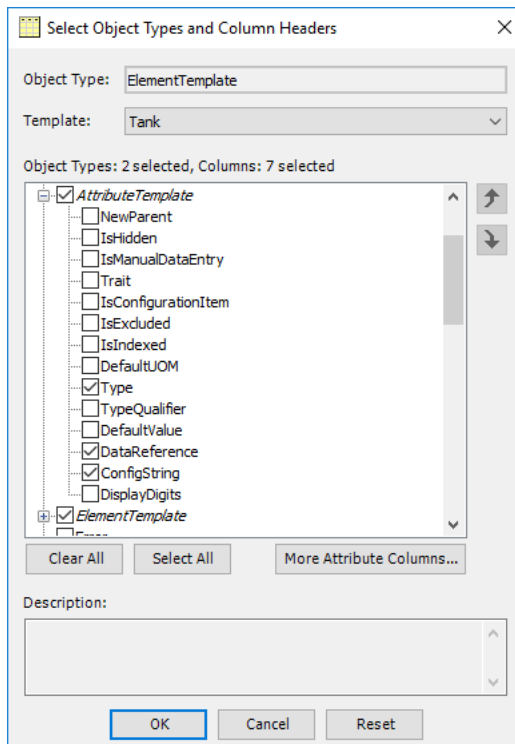 Select Object Types and Column Headers
Object Type: ElementTemplate
Template: Tank
Object Types: 2 selected, Columns: 7 selected
AttributeTemplate
NewParent
IsHidden
IsManualDataEntry
Trait
IsConfigurationItem
IsExcluded
IsIndexed
DefaultUOM
Type
TypeQualifier
DefaultValue
DataReference
ConfigString
DisplayDigits
ElementTemplate
Clear All Select All More Attribute Columns...
Description:
OK Cancel Reset